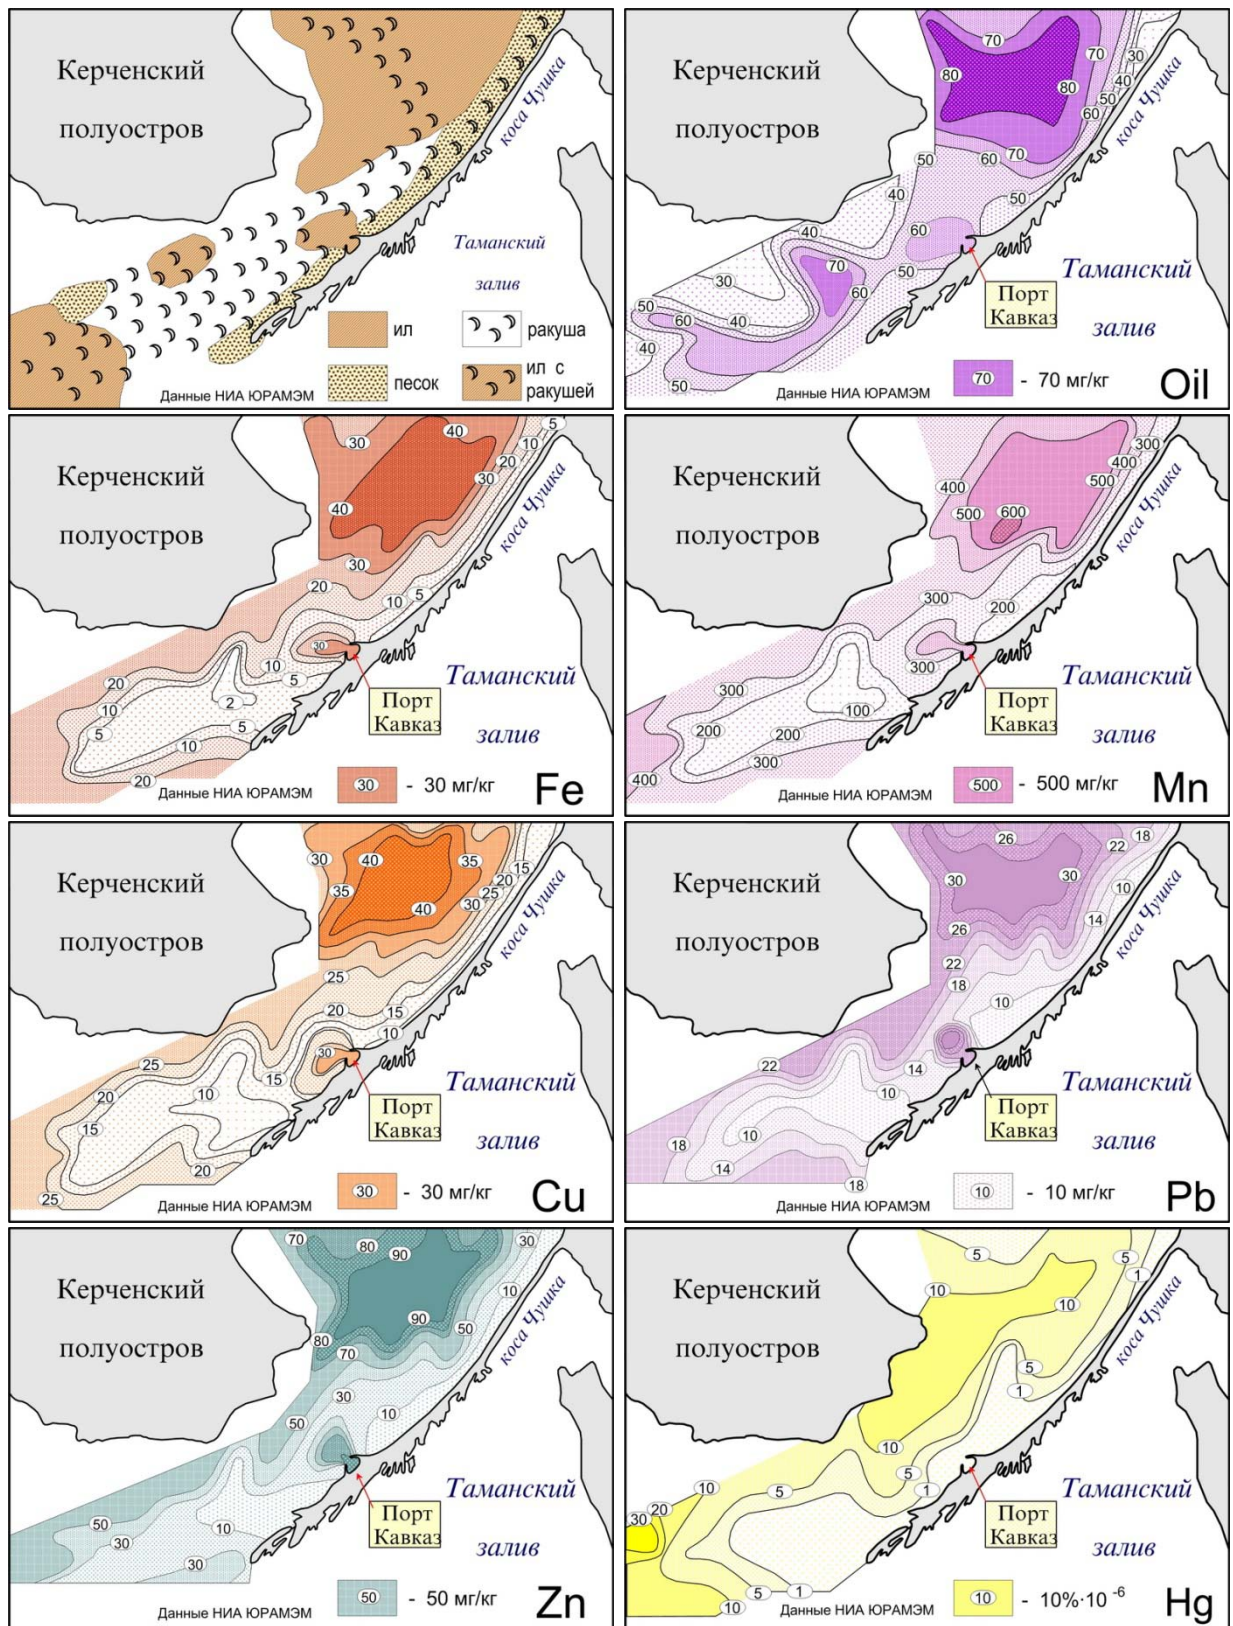 Керченский
полуостров
коса Чушка
Таманский
залив
ил
ракуша
песок
ил с
ракушей
Данные НИА ЮРАМЭМ
Керченский
полуостров
70
70
30
80
80
40
50
60
коса Чушка
50
60
70
40
50
40
60
70
50
30
60
50
60
40
40
50
Порт
Кавказ
Таманский
залив
70 - 70 мг/кг
Oil
Керченский
полуостров
30
40
5
10
20
30
40
коса Чушка
30
20
10
5
30
10
20
5
10
2
5
5
10
20
Порт
Кавказ
Таманский
залив
Данные НИА ЮРАМЭМ
30 - 30 мг/кг
Fe
Керченский
полуостров
300
400
400
500
500
600
коса Чушка
300
200
300
300
100
200
200
300
400
Порт
Кавказ
Таманский
залив
Данные НИА ЮРАМЭМ
500 - 500 мг/кг
Mn
Керченский
полуостров
30
40
35
15
20
35
25
30
40
коса Чушка
25
20
15
10
30
25
15
10
20
15
20
25
Порт
Кавказ
Таманский
залив
Данные НИА ЮРАМЭМ
30 - 30 мг/кг
Cu
Керченский
полуостров
26
18
22
30
30
10
14
26
коса Чушка
22
18
10
22
14
10
10
18
14
18
Порт
Кавказ
Таманский
залив
Данные НИА ЮРАМЭМ
10 - 10 мг/кг
Pb
Керченский
полуостров
70
80
90
30
10
90
50
80
70
коса Чушка
30
10
50
50
10
30
30
Порт
Кавказ
Таманский
залив
Данные НИА ЮРАМЭМ
50 - 50 мг/кг
Zn
Керченский
полуостров
5
5
1
10
10
коса Чушка
5
1
10
5
1
5
10
20
30
5
1
10
Порт
Кавказ
Таманский
залив
Данные НИА ЮРАМЭМ
10 - 10%·10 -6
Hg